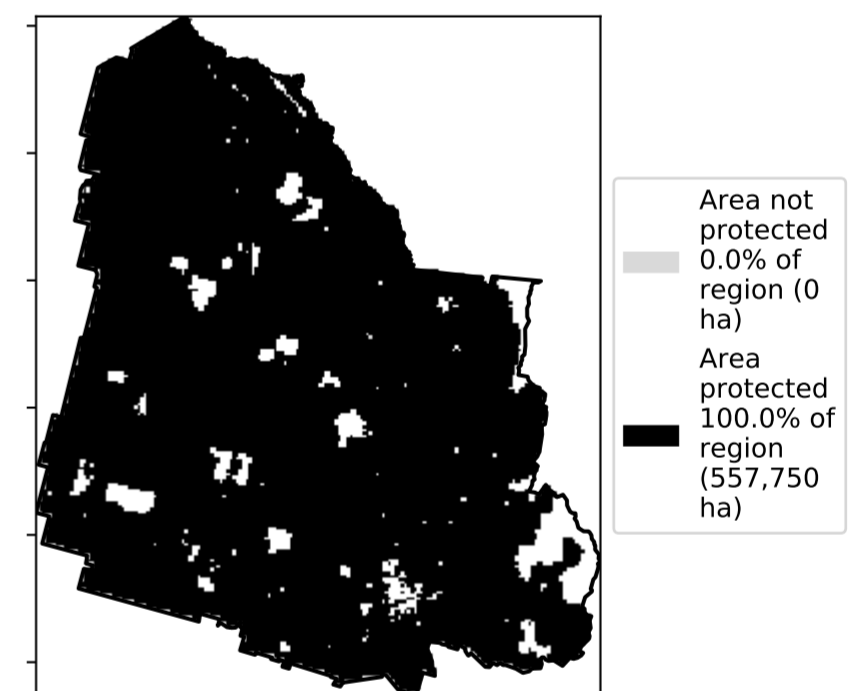 Area not
protected
0.0% of
region (0
ha)
Area
protected
100.0% of
region
(557,750
ha)